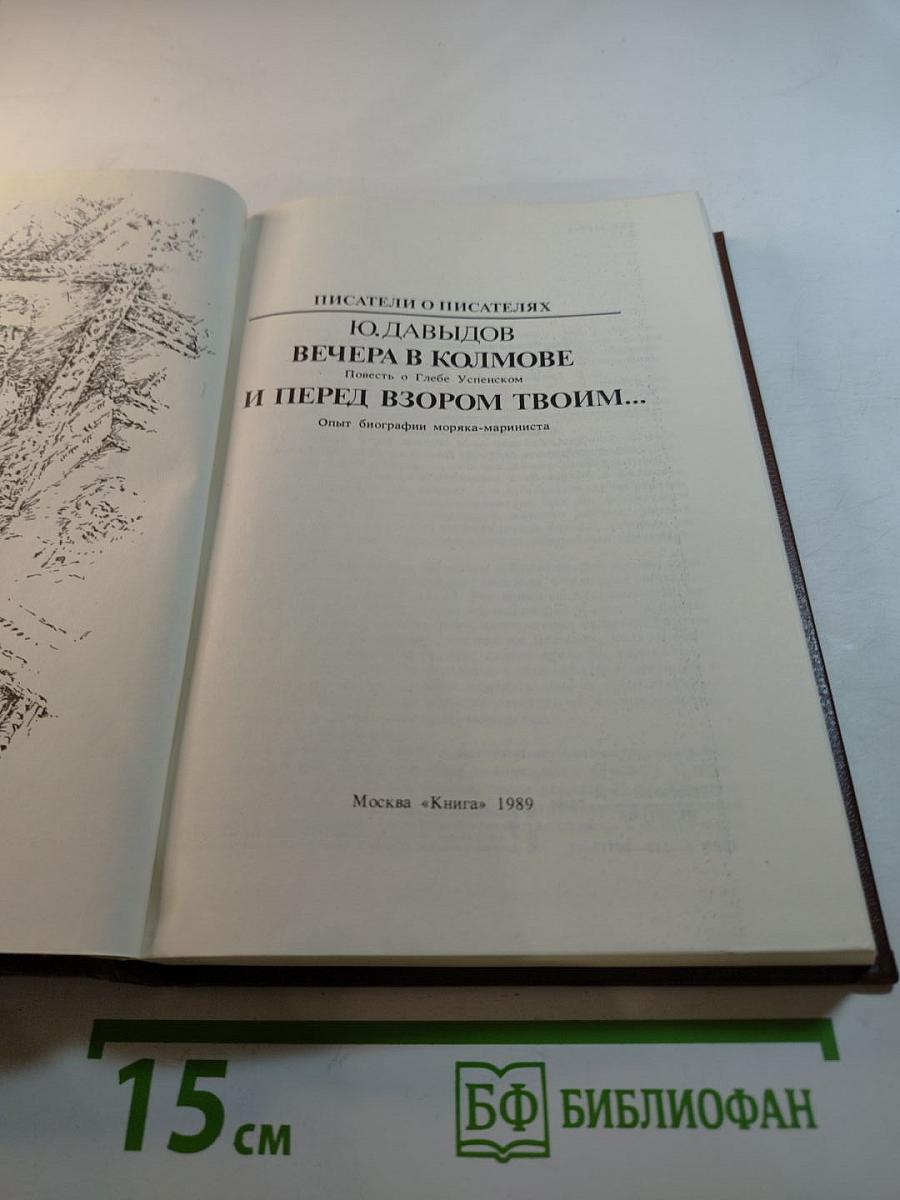 ПИСАТЕЛИ О ПИСАТЕЛЯХ
Ю. ДАВЫДОВ
ВЕЧЕРА В КОЛМОВЕ
Повесть о Глебе Успенском
И ПЕРЕД ВЗОРОМ ТВОИМ...
Опыт биографии моряка-мариниста
Москва «Книга» 1989
15 см
БФ БИБЛИОФАН